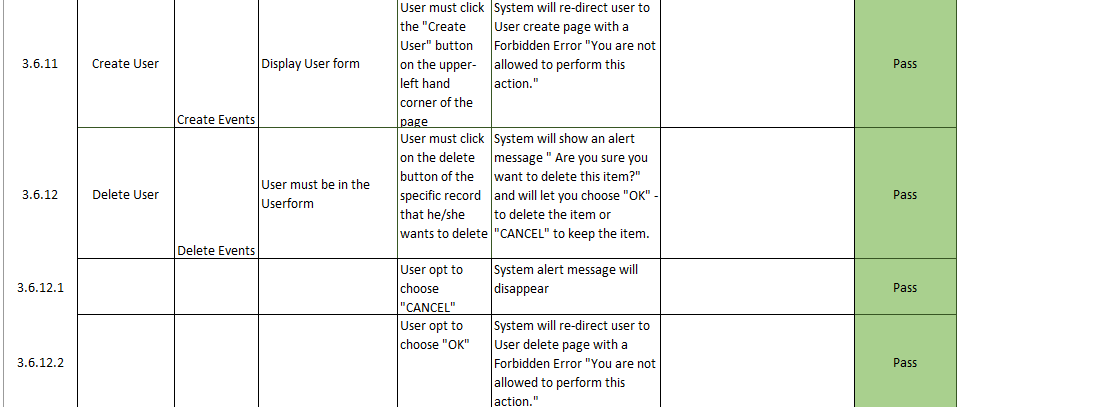 3.6.11
Create User
Create Events
Display User form
User must click
the "Create
User" button
on the upper-
left hand
corner of the
page
System will re-direct user to
User create page with a
Forbidden Error "You are not
allowed to perform this
action."
Pass
3.6.12
Delete User
Delete Events
User must be in the
Userform
User must click
on the delete
button of the
specific record
that he/she
wants to delete
System will show an alert
message " Are you sure you
want to delete this item?"
and will let you choose "OK" -
to delete the item or
"CANCEL" to keep the item.
Pass
3.6.12.1
User opt to
choose
"CANCEL"
System alert message will
disappear
Pass
3.6.12.2
User opt to
choose "OK"
System will re-direct user to
User delete page with a
Forbidden Error "You are not
allowed to perform this
action."
Pass